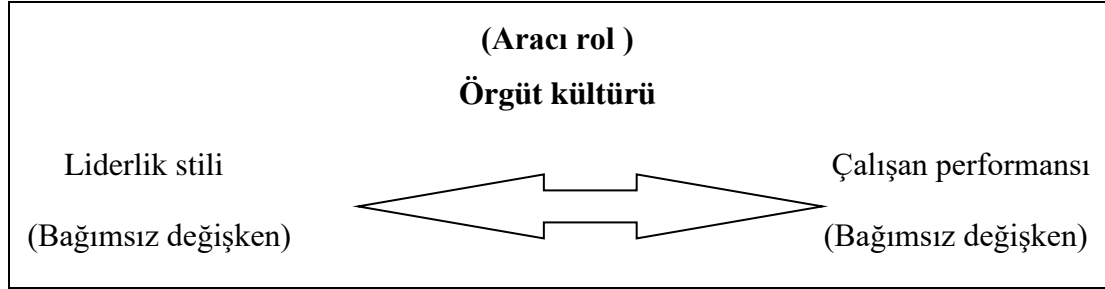 (Aracı rol )
Örgüt kültürü
Liderlik stili
(Bağımsız değişken)
Çalışan performansı
(Bağımsız değişken)